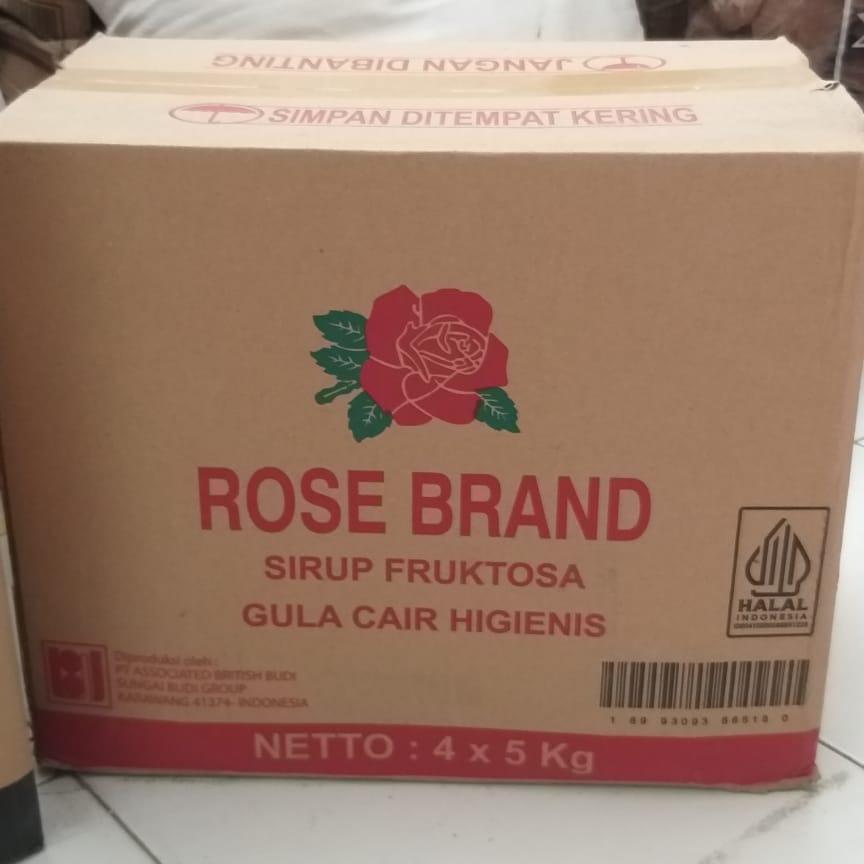 JANGAN DIBANTING
SIMPAN DITEMPAT KERING
ROSE BRAND
SIRUP FRUKTOSA
GULA CAIR HIGIENIS
HALAL
INDONESIA
Diproduksi oleh :
PT ASSOCIATED BRITISH BUDI
SUNGAI BUDI GROUP
KARAWANG 41374- INDONESIA
NETTO : 4 x 5 Kg